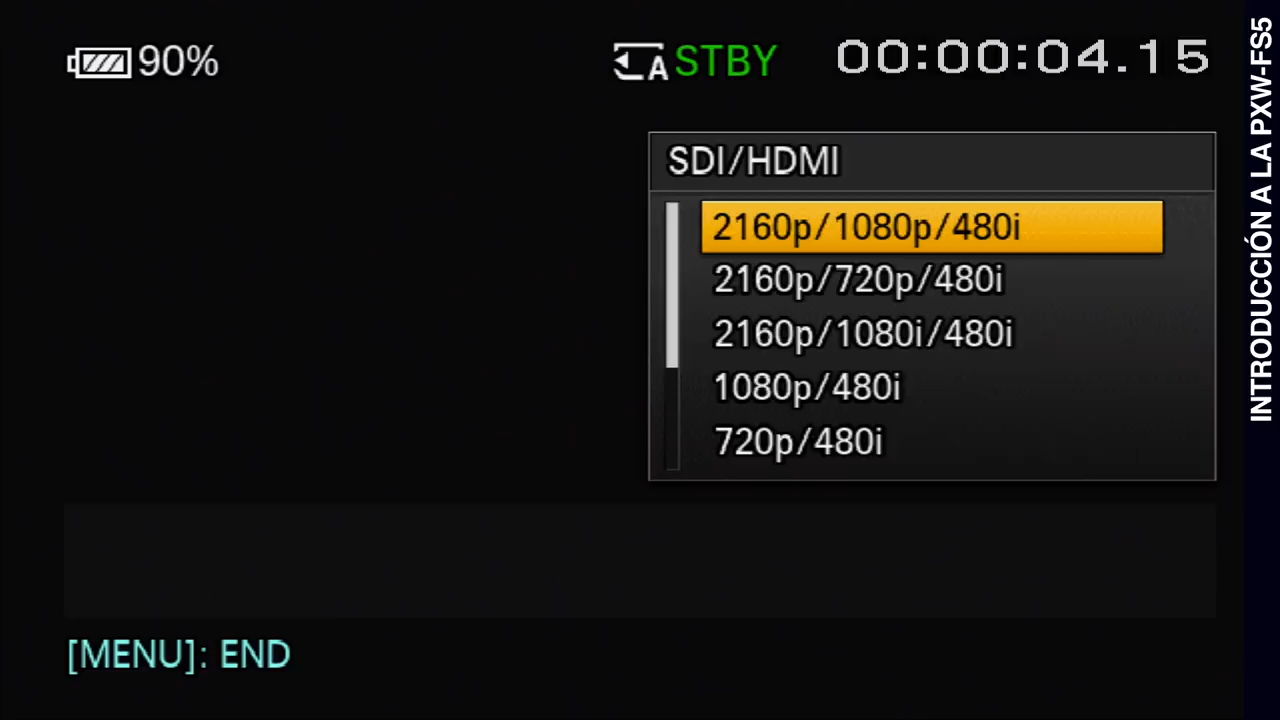 90%
A STBY 00:00:04.15
SDI/HDMI
2160p/1080p/480i
2160p/720p/480i
2160p/1080i/480i
1080p/480i
720p/480i
[MENU]: END
INTRODUCCIÓN A LA PXW-FS5